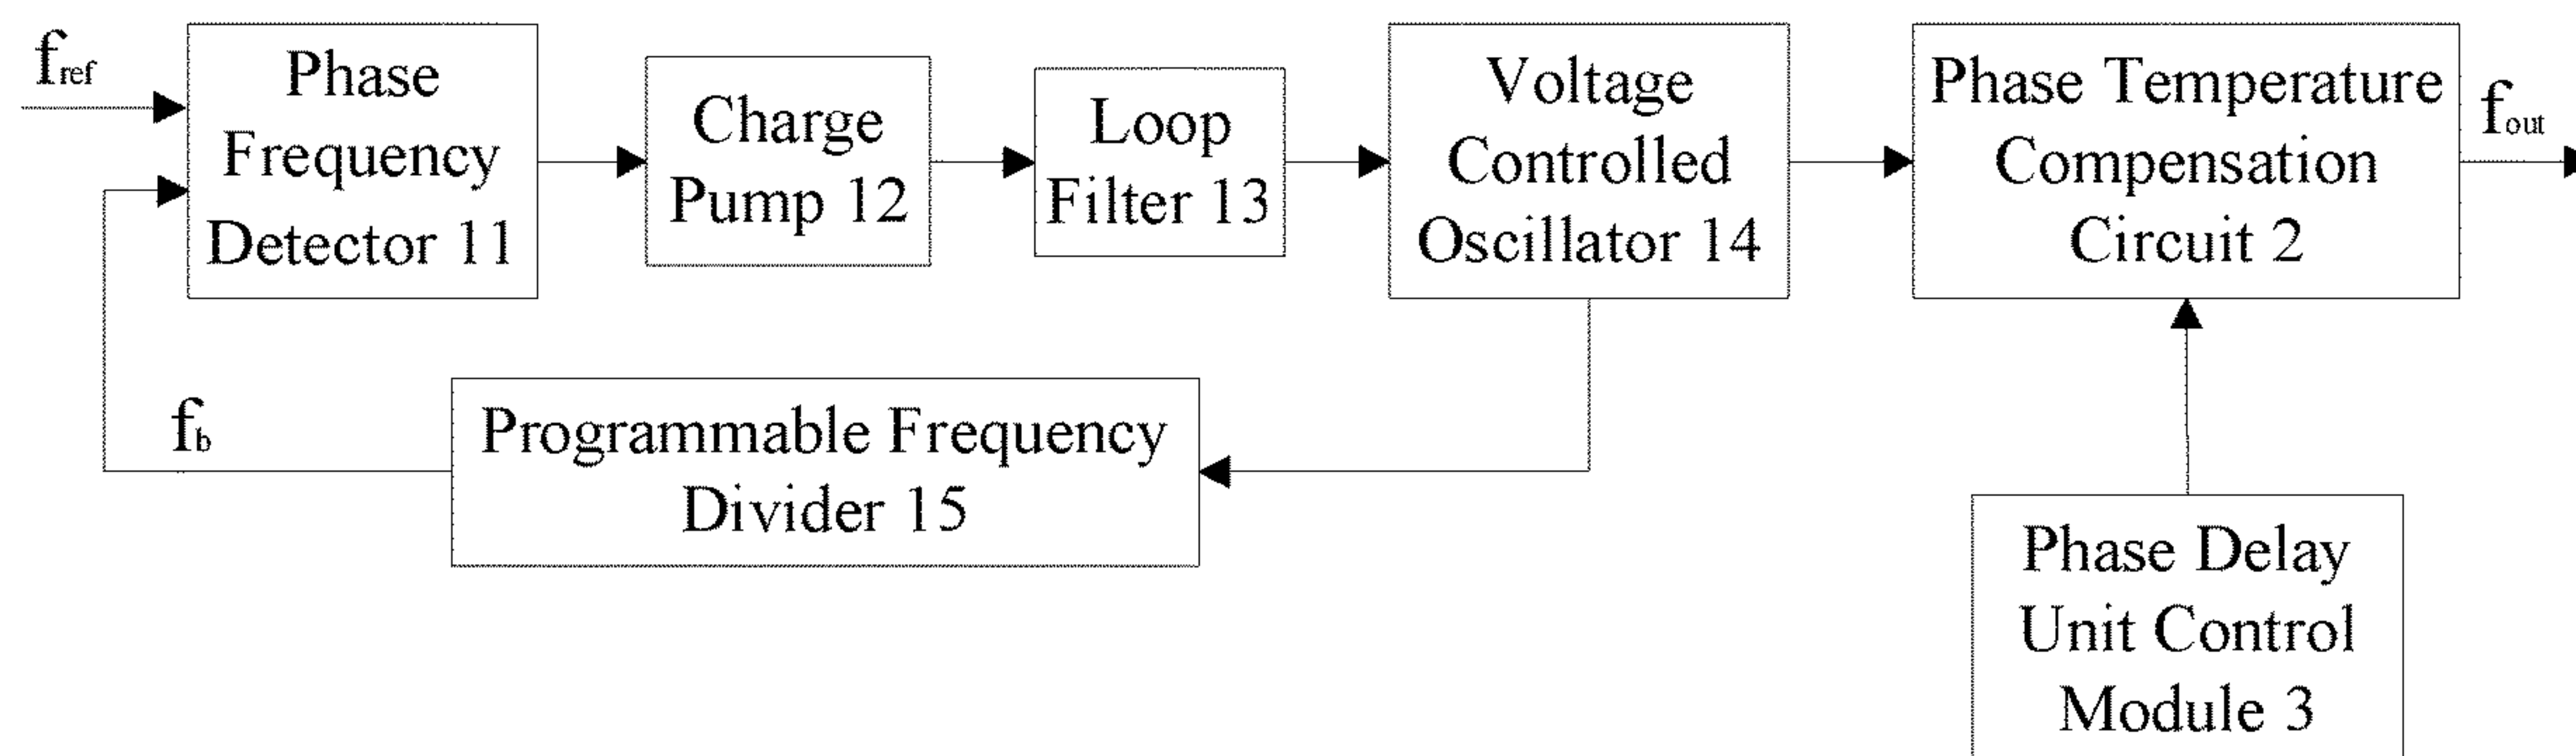 fref
Phase
Frequency
Detector 11
Charge
Pump 12
Loop
Filter 13
Voltage
Controlled
Oscillator 14
Phase Temperature
Compensation
Circuit 2
fout
fb
Programmable Frequency
Divider 15
Phase Delay
Unit Control
Module 3